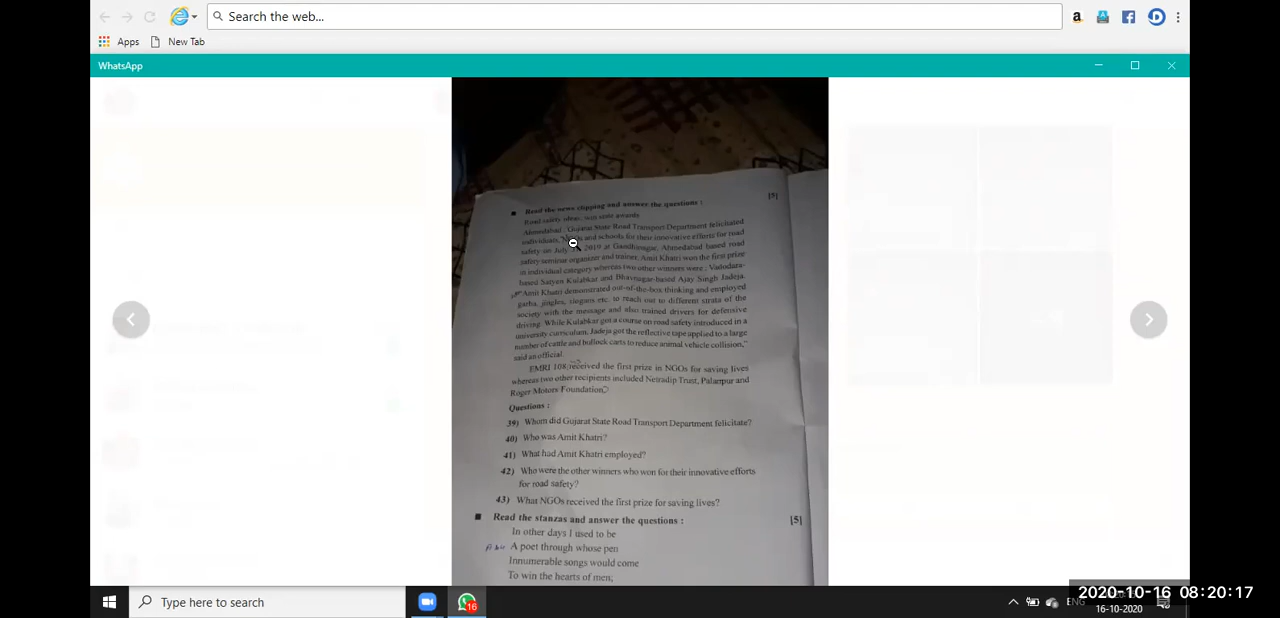 Search the web...
Apps New Tab
WhatsApp
Read the news clipping and answer the questions : [5]
Road safety ideas won state awards
Ahmedabad : Gujarat State Road Transport Department felicitated
individuals, and schools for their innovative efforts for road
safety on July 2019 at Gandhinagar. Ahmedabad based road
safety seminar organizer and trainer, Amit Khatri won the first prize
in individual category whereas two other winners were ; Vadodara-
based Satyen Kulabkar and Bhavnagar-based Ajay Singh Jadeja.
"Amit Khatri demonstrated out-of-the-box thinking and employed
garba, jingles, slogans etc. to reach out to different strata of the
society with the message and also trained drivers for defensive
driving. While Kulabkar got a course on road safety introduced in a
university curriculum; Jadeja got the reflective tape applied to a large
number of cattle and bullock carts to reduce animal vehicle collision,"
said an official.
EMRI 108 received the first prize in NGOs for saving lives
whereas two other recipients included Netradip Trust, Palanpur and
Roger Motors Foundation.
Questions :
39) Whom did Gujarat State Road Transport Department felicitate?
40) Who was Amit Khatri?
41) What had Amit Khatri employed?
42) Who were the other winners who won for their innovative efforts
for road safety?
43) What NGOs received the first prize for saving lives?
Read the stanzas and answer the questions : [5]
In other days I used to be
A poet through whose pen
Innumerable songs would come
To win the hearts of men;
Type here to search
16
ENG
2020-10-16 08:20:17
16-10-2020